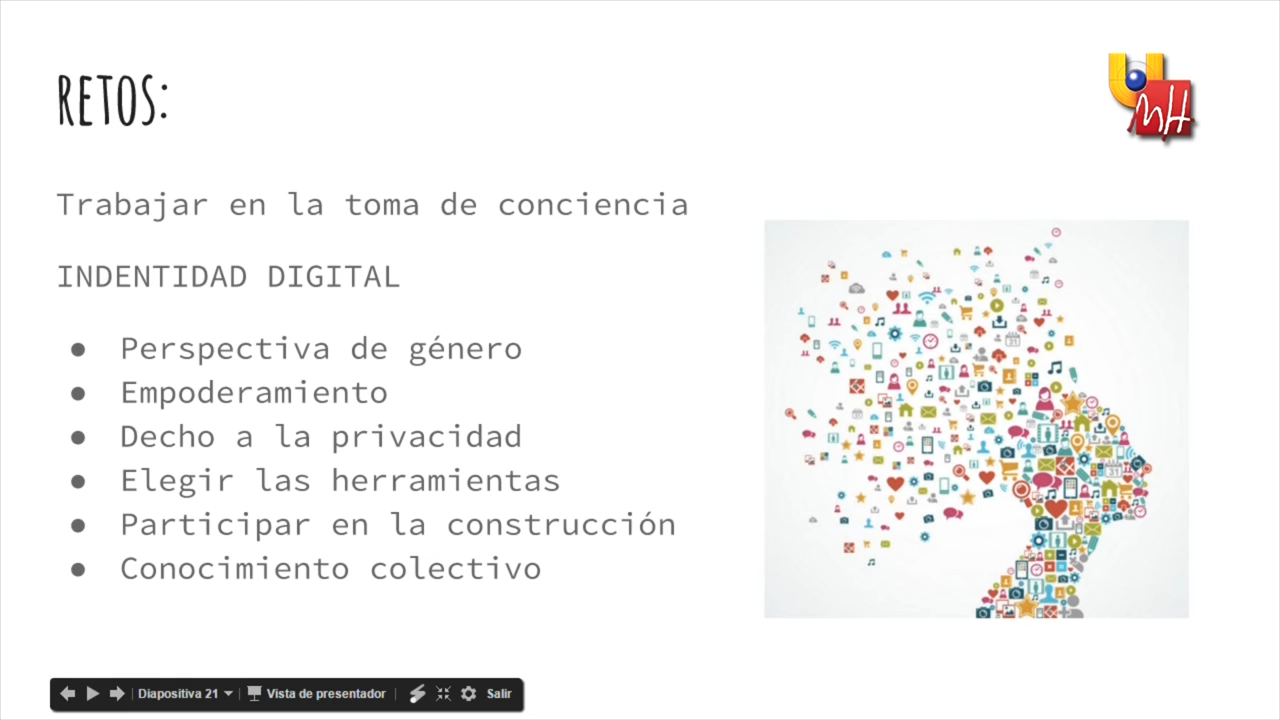 RETOS:
UMH
Trabajar en la toma de conciencia
INDENTIDAD DIGITAL
● Perspectiva de género
● Empoderamiento
● Decho a la privacidad
● Elegir las herramientas
● Participar en la construcción
● Conocimiento colectivo
Diapositiva 21 Vista de presentador Salir